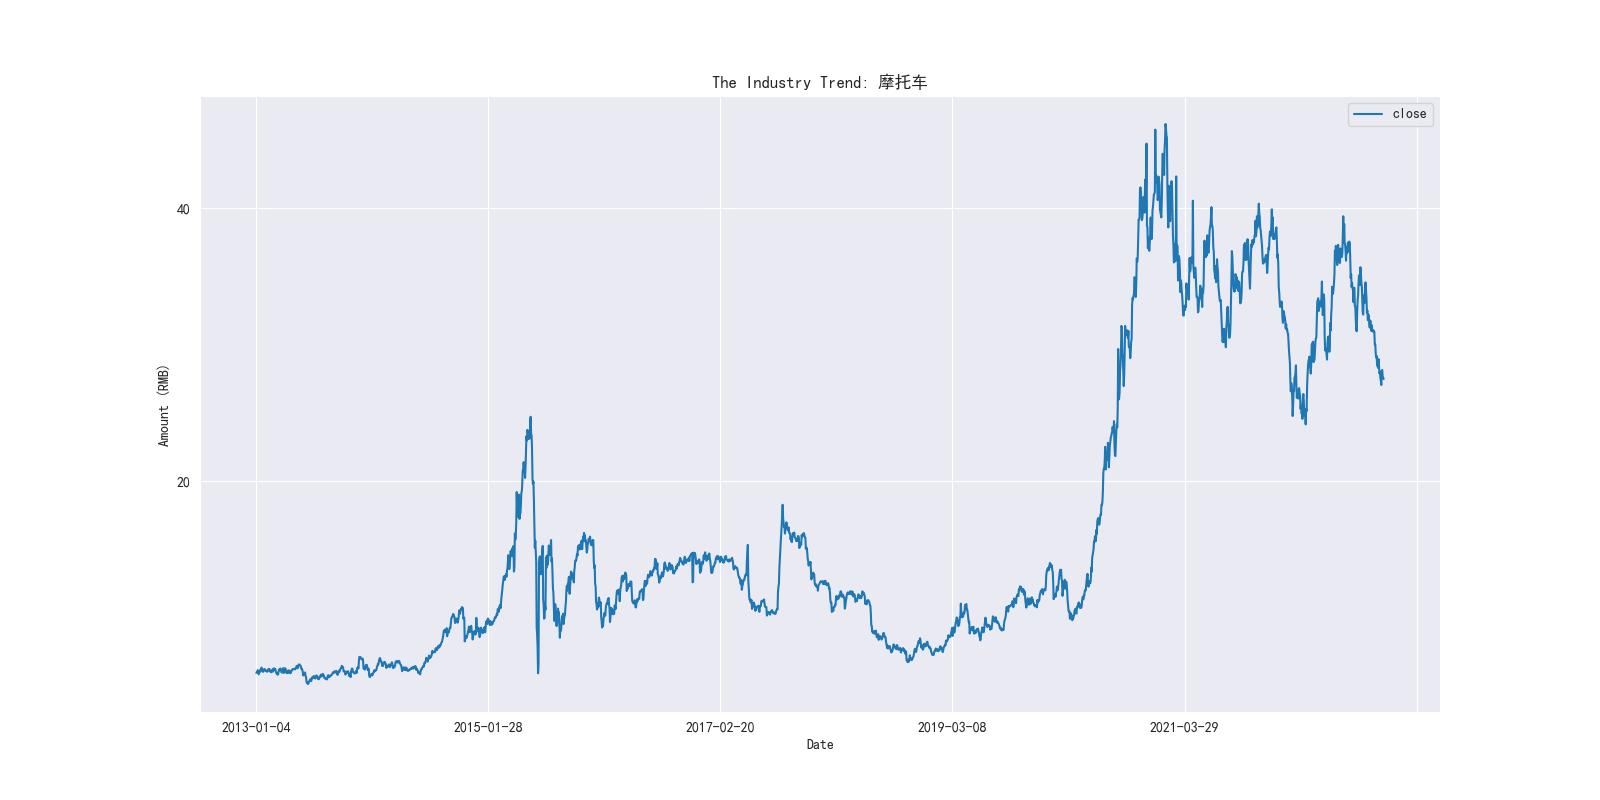 The Industry Trend: 摩托车
close
40
20
Amount (RMB)
2013-01-04
2015-01-28
2017-02-20
2019-03-08
2021-03-29
Date